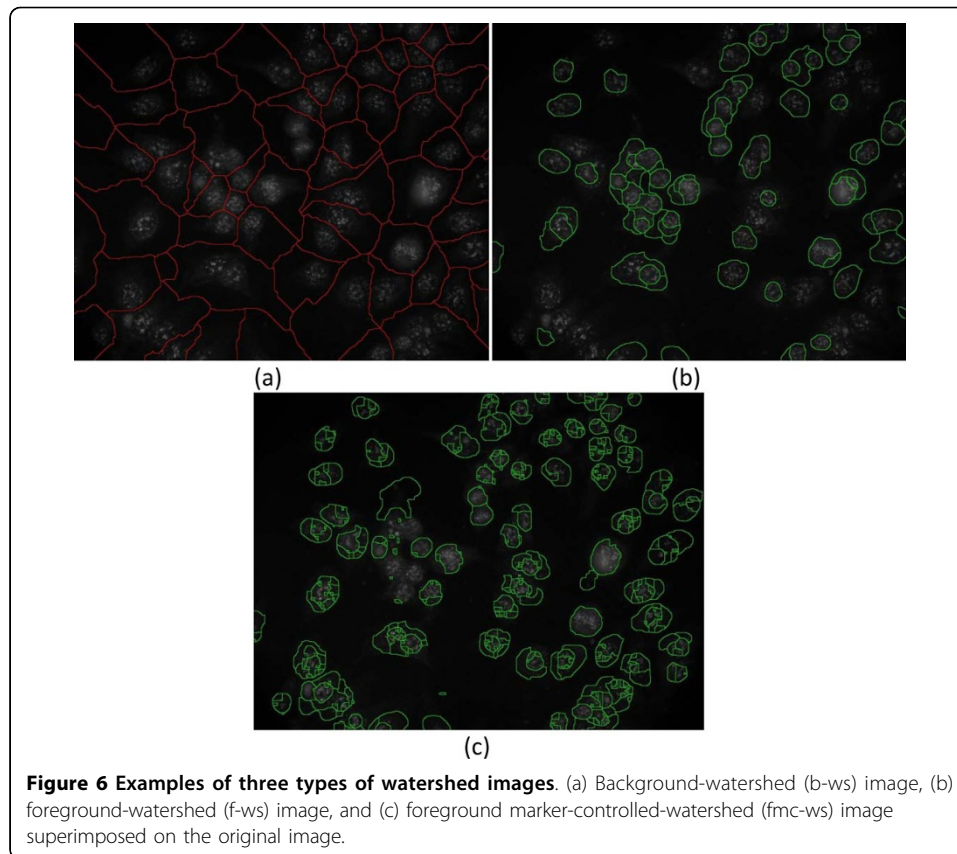 (a)
(b)
(c)
Figure 6 Examples of three types of watershed images. (a) Background-watershed (b-ws) image, (b)
foreground-watershed (f-ws) image, and (c) foreground marker-controlled-watershed (fmc-ws) image
superimposed on the original image.